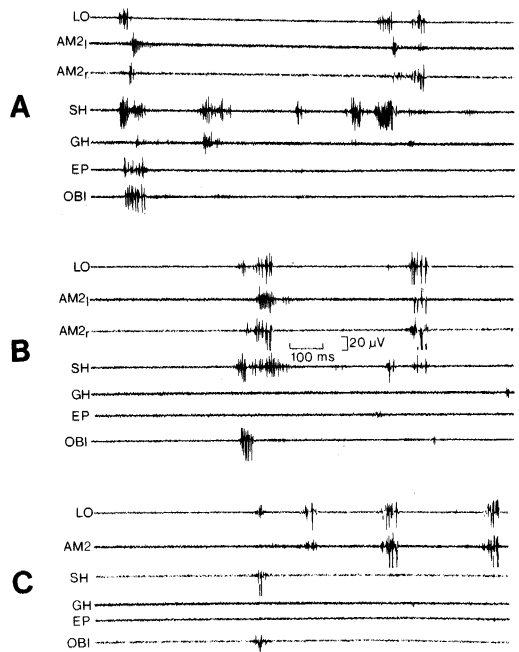 A
LO
AM2l
AM2r
SH
GH
EP
OBI
B
LO
AM2l
AM2r
100 ms
20 μV
SH
GH
EP
OBI
C
LO
AM2
SH
GH
EP
OBI